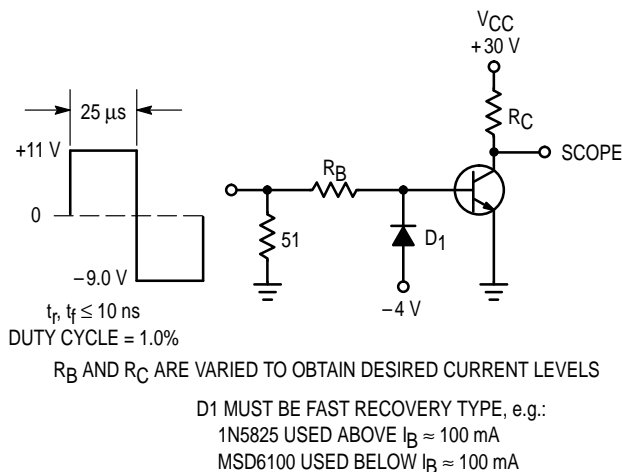 V_CC
+30 V
25 μs
R_C
+11 V
SCOPE
R_B
0
51
D_1
−9.0 V
−4 V
t_r, t_f ≤ 10 ns
DUTY CYCLE = 1.0%
R_B AND R_C ARE VARIED TO OBTAIN DESIRED CURRENT LEVELS
D1 MUST BE FAST RECOVERY TYPE, e.g.:
1N5825 USED ABOVE I_B ≈ 100 mA
MSD6100 USED BELOW I_B ≈ 100 mA